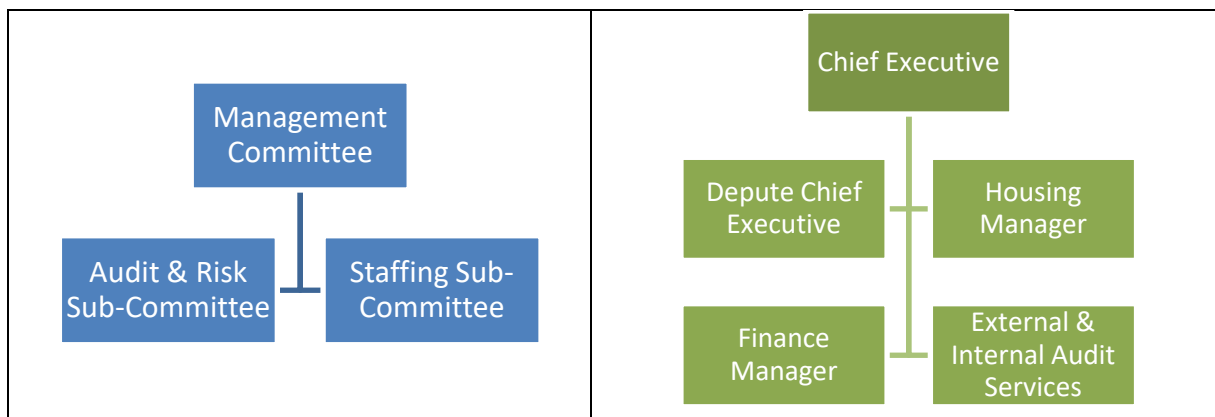 Management
Committee
Audit & Risk
Sub-Committee
Staffing Sub-
Committee
Chief Executive
Depute Chief
Executive
Housing
Manager
Finance
Manager
External &
Internal Audit
Services